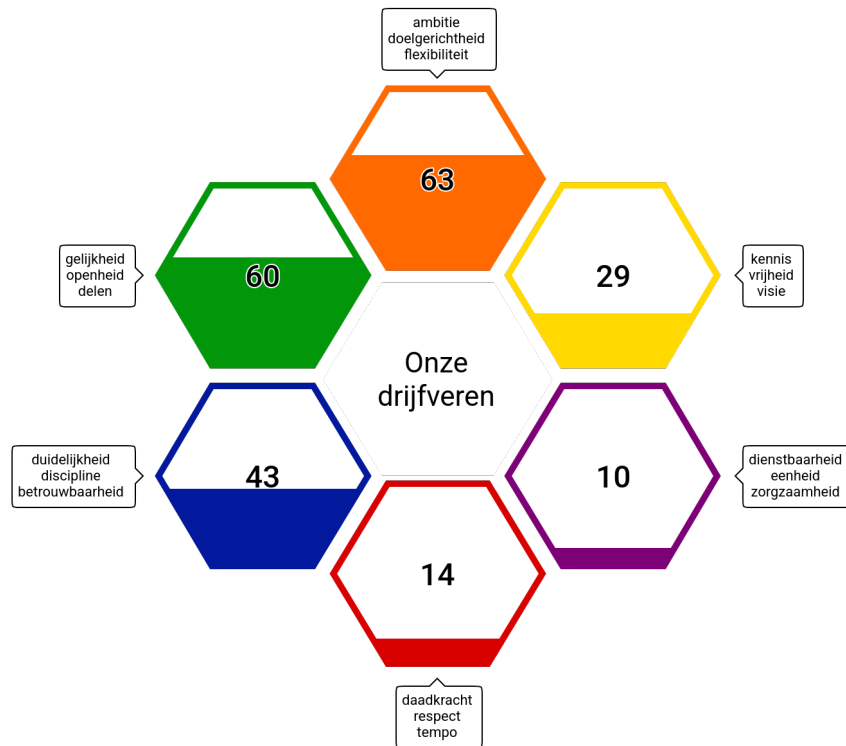 ambitie
doelgerichtheid
flexibiliteit
63
gelijkheid
openheid
delen
60
29
kennis
vrijheid
visie
Onze
drijfveren
duidelijkheid
discipline
betrouwbaarheid
43
10
dienstbaarheid
eenheid
zorgzaamheid
14
daadkracht
respect
tempo